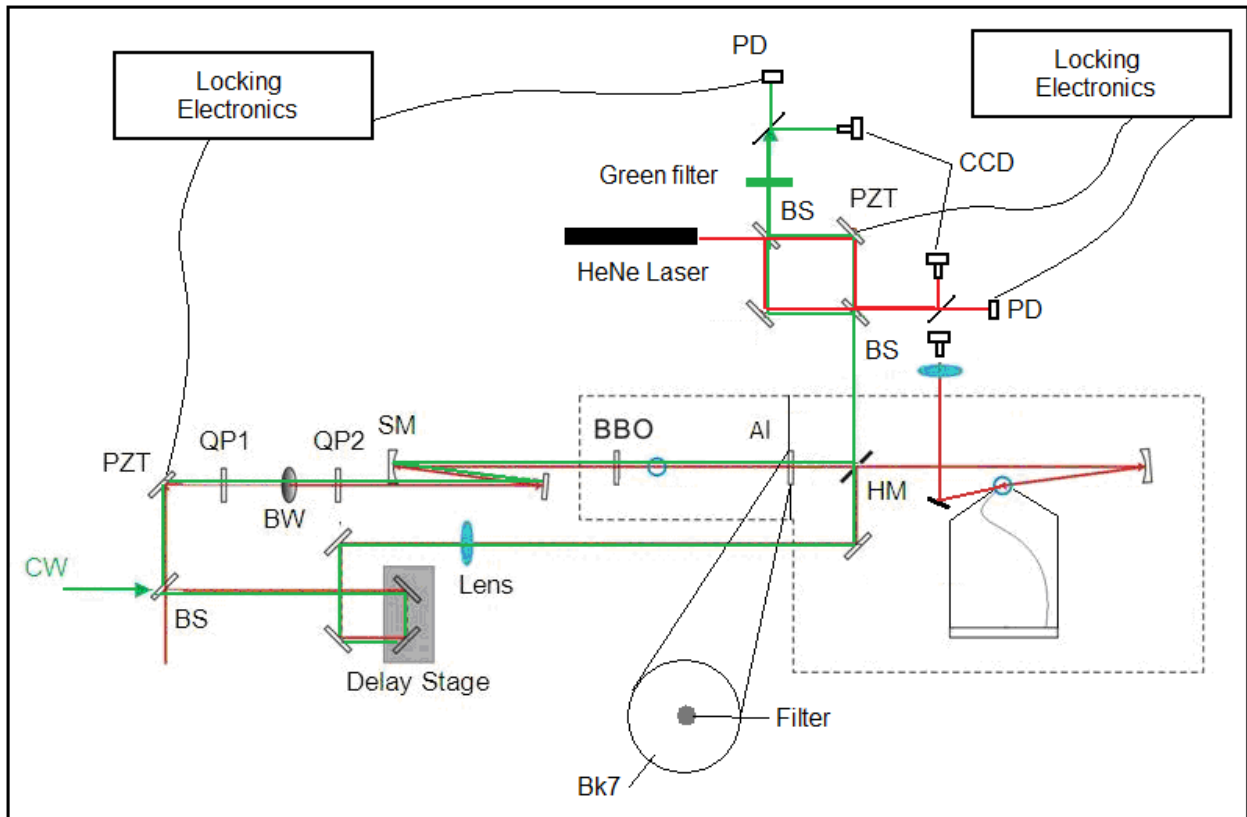 PD
Locking
Electronics
Locking
Electronics
CCD
Green filter
BS
PZT
HeNe Laser
PD
BS
SM
BBO
Al
QP1
QP2
PZT
BW
HM
CW
Lens
BS
Delay Stage
Filter
Bk7